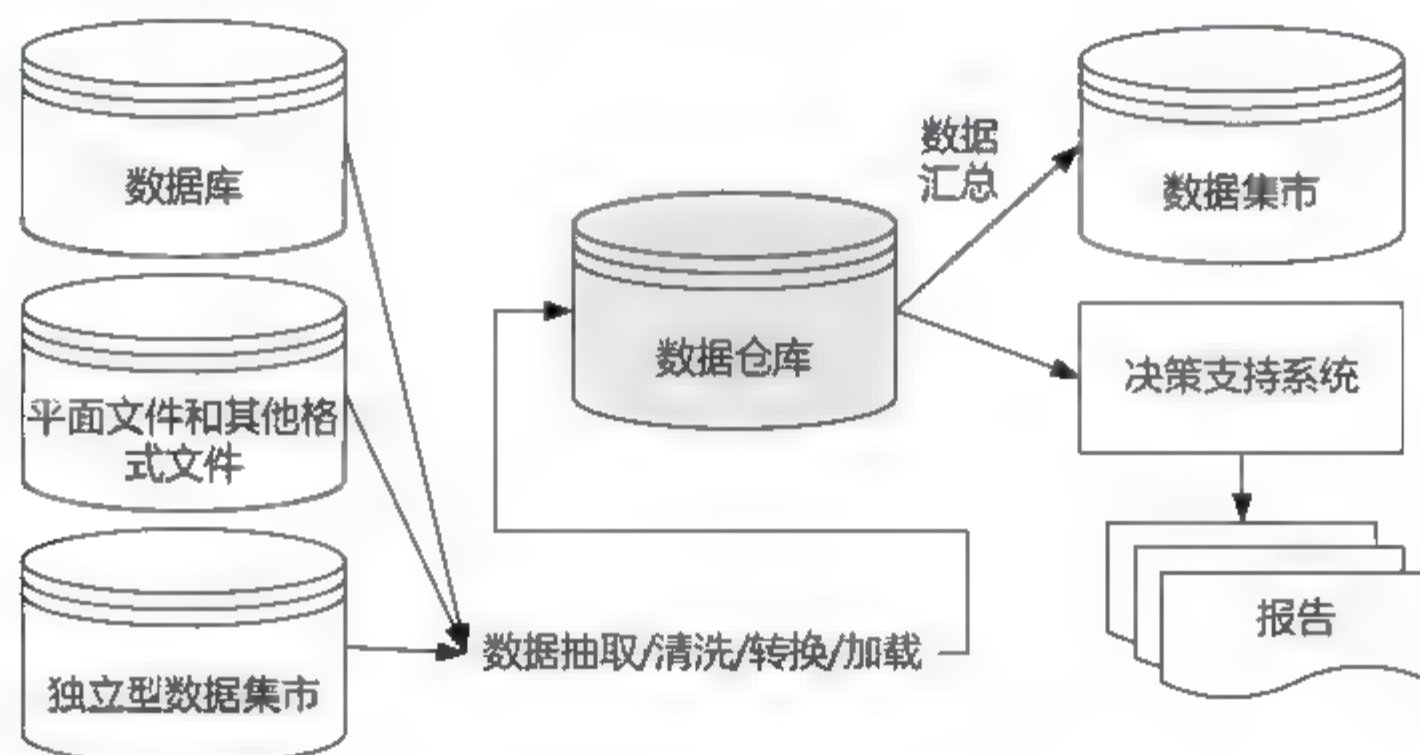 数据库
平面文件和其他格
式文件
独立型数据集市
数据抽取/清洗/转换/加载
数据仓库
数据
汇总
数据集市
决策支持系统
报告